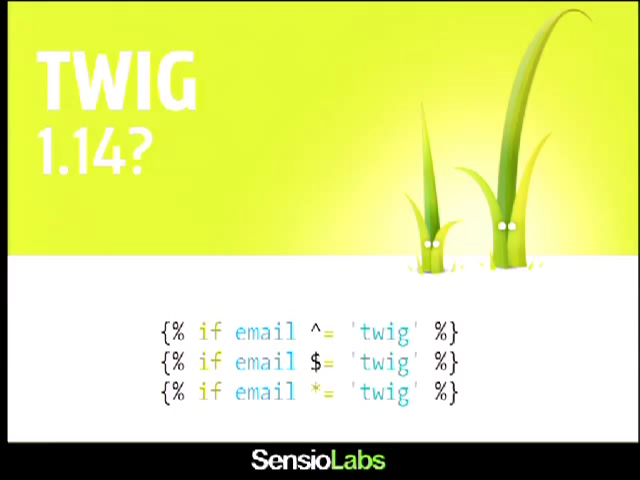 TWIG
1.14?
{% if email ^= 'twig' %}
{% if email $= 'twig' %}
{% if email *= 'twig' %}
SensioLabs